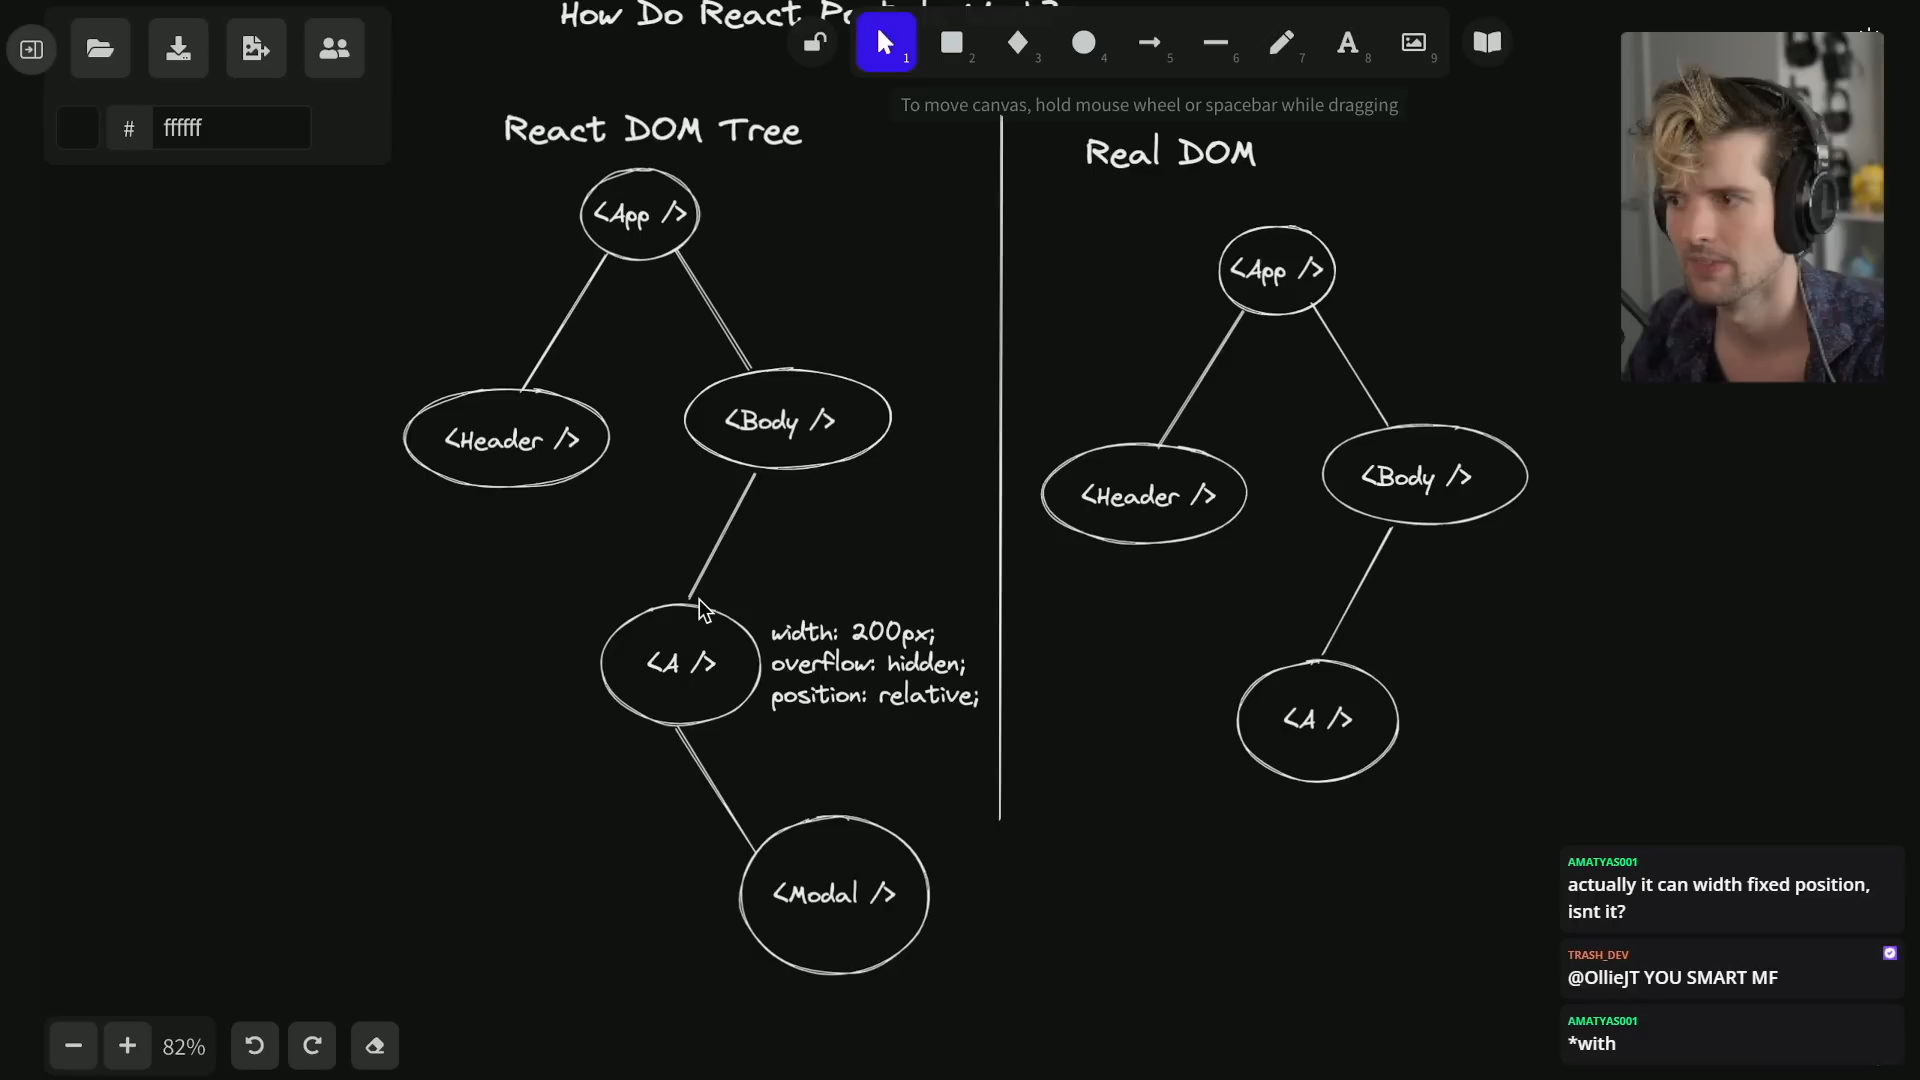 How Do React
1
2
3
4
5
6
7
8
9
# ffffff
To move canvas, hold mouse wheel or spacebar while dragging
React DOM Tree
Real DOM
<App />
<App />
<Header />
<Body />
<Header />
<Body />
<A />
width: 200px;
overflow: hidden;
position: relative;
<A />
<Modal />
AMATYAS001
actually it can width fixed position,
isnt it?
TRASH_DEV
@OllieJT YOU SMART MF
AMATYAS001
*with
82%